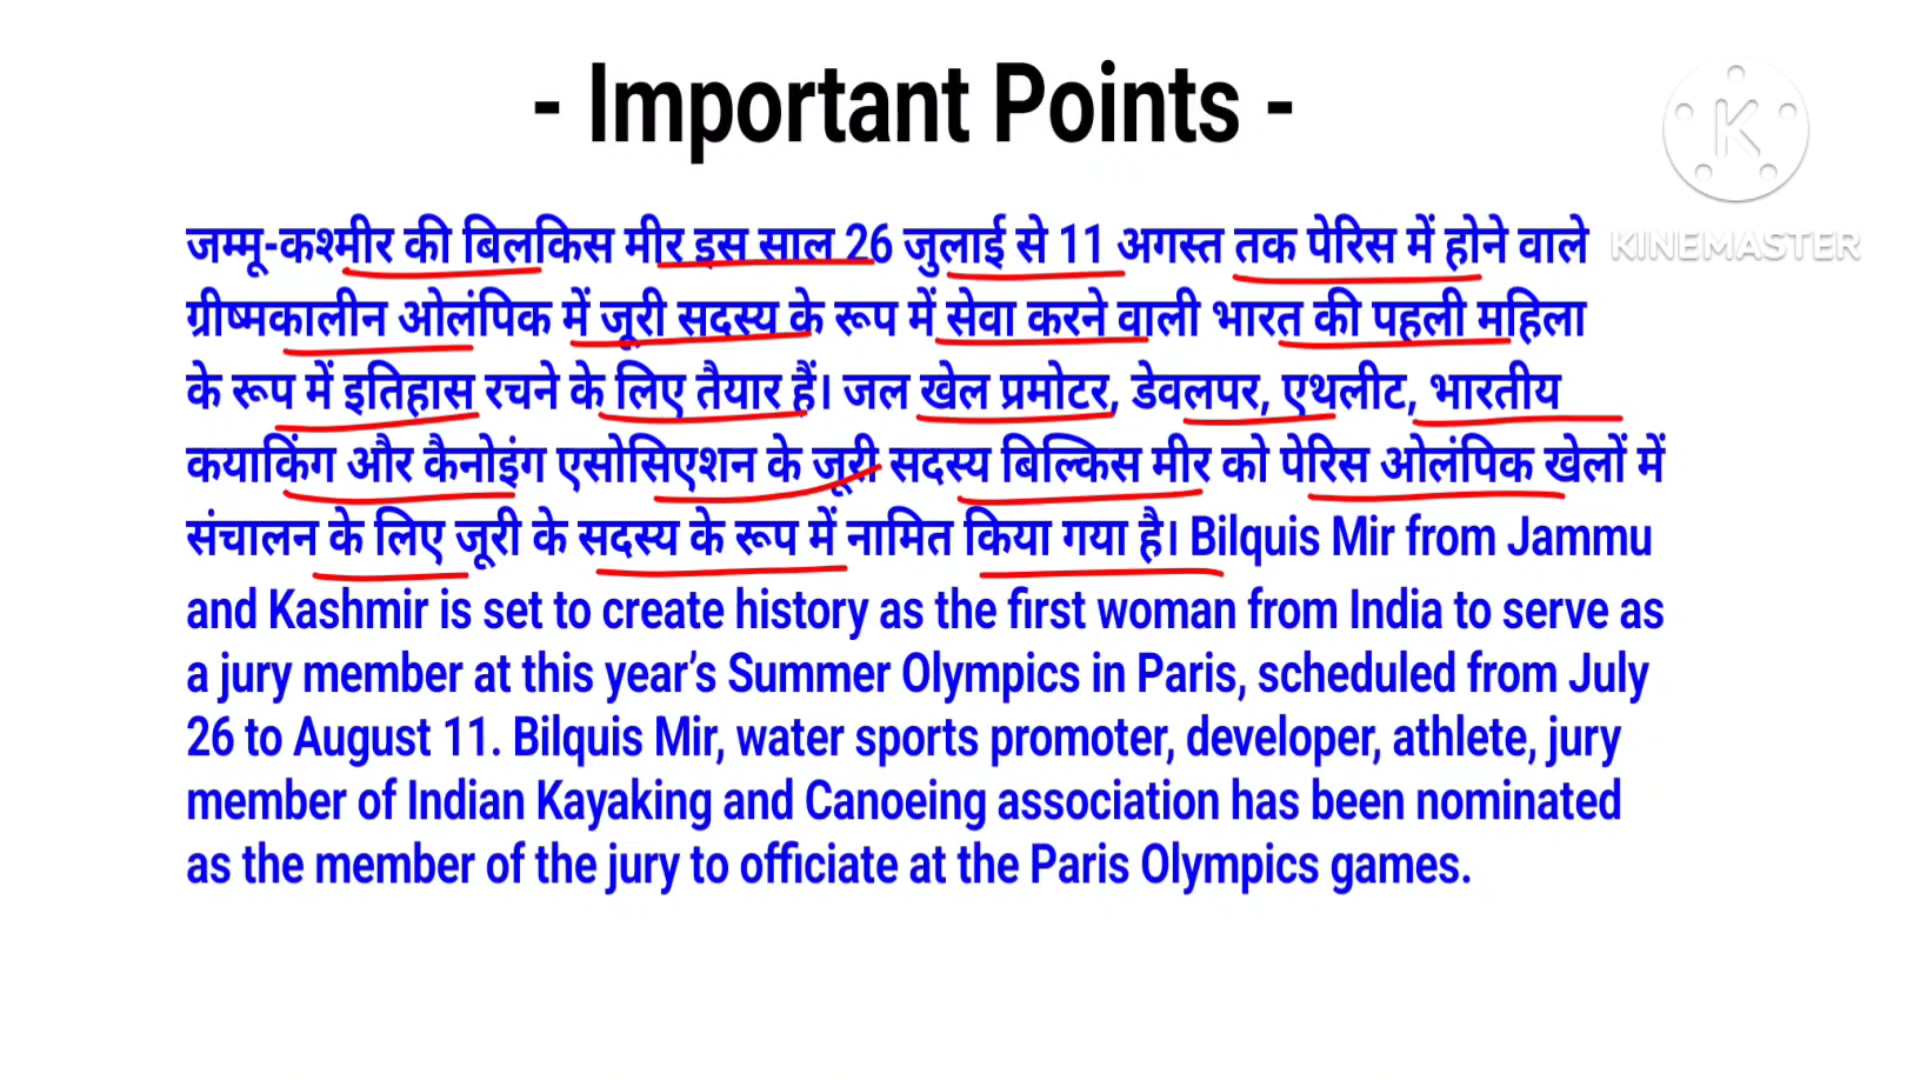 - Important Points -
K
KINEMASTER
जम्मू-कश्मीर की बिलकिस मीर इस साल 26 जुलाई से 11 अगस्त तक पेरिस में होने वाले
ग्रीष्मकालीन ओलंपिक में जूरी सदस्य के रूप में सेवा करने वाली भारत की पहली महिला
के रूप में इतिहास रचने के लिए तैयार हैं। जल खेल प्रमोटर, डेवलपर, एथलीट, भारतीय
कयाकिंग और कैनोइंग एसोसिएशन के जूरी सदस्य बिल्किस मीर को पेरिस ओलंपिक खेलों में
संचालन के लिए जूरी के सदस्य के रूप में नामित किया गया है। Bilquis Mir from Jammu
and Kashmir is set to create history as the first woman from India to serve as
a jury member at this year’s Summer Olympics in Paris, scheduled from July
26 to August 11. Bilquis Mir, water sports promoter, developer, athlete, jury
member of Indian Kayaking and Canoeing association has been nominated
as the member of the jury to officiate at the Paris Olympics games.